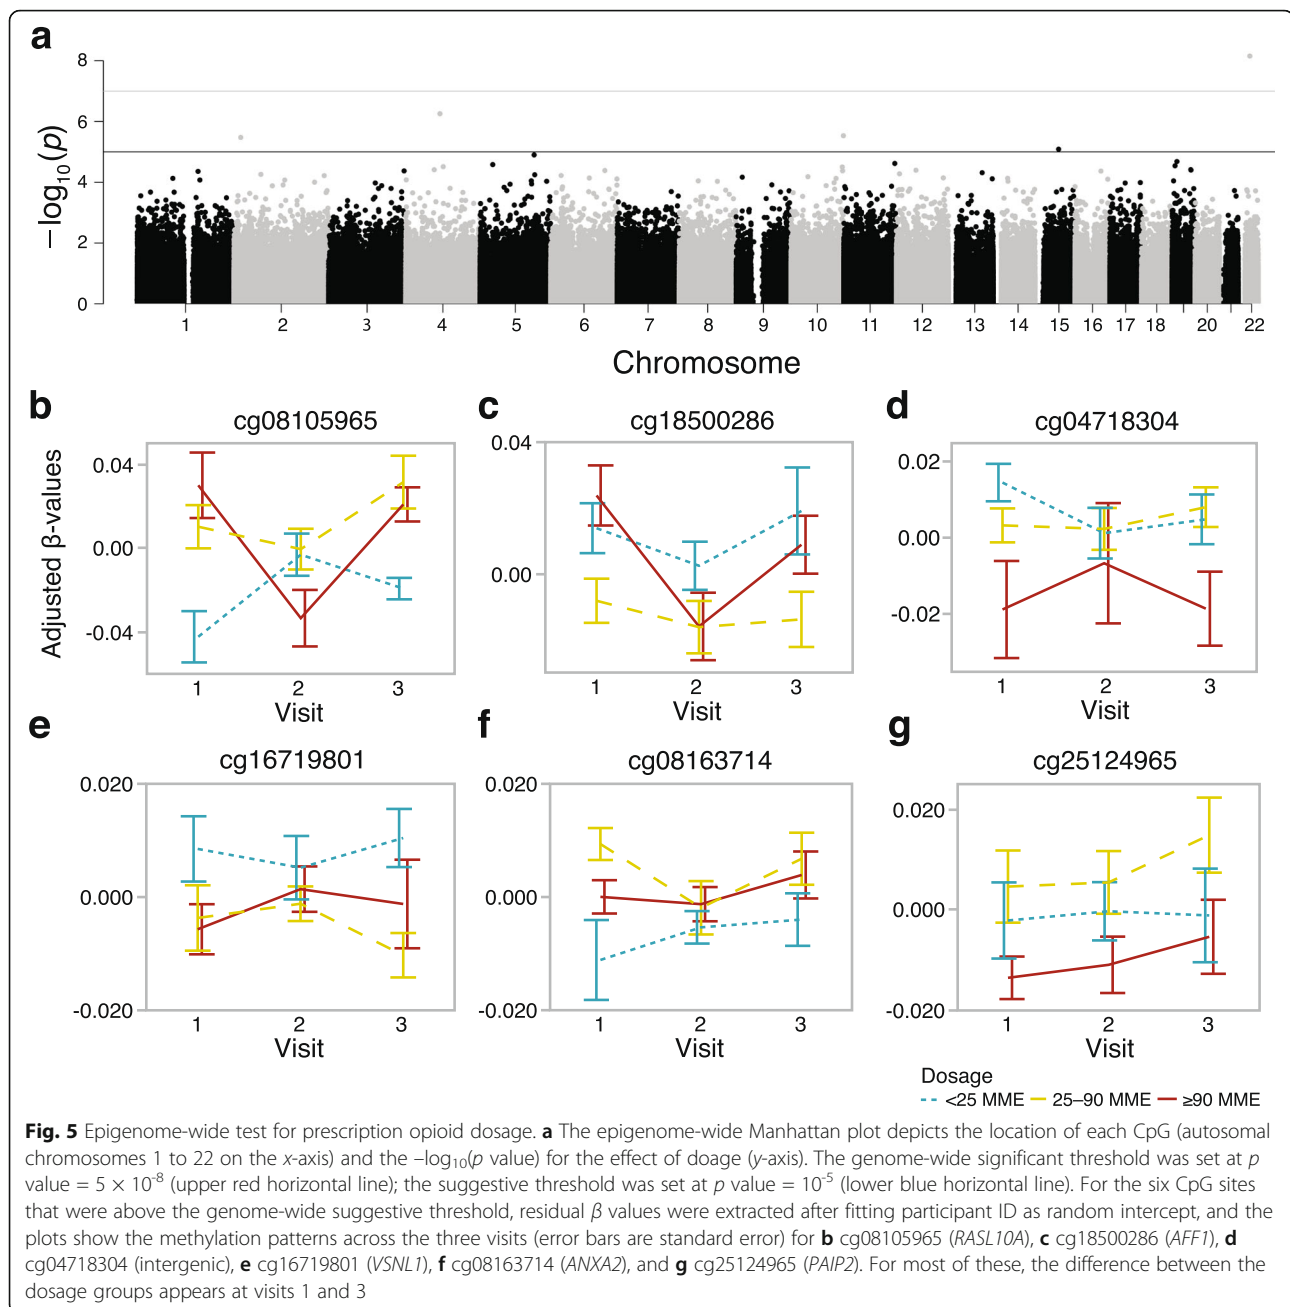 a
8
6
4
2
0
−log10(p)
1 2 3 4 5 6 7 8 9 10 11 12 13 14 15 16 17 18 20 22
Chromosome
b
cg08105965
Adjusted β-values
0.04
0.00
-0.04
1 2 3
Visit
c
cg18500286
0.04
0.00
1 2 3
Visit
d
cg04718304
0.02
0.00
-0.02
1 2 3
Visit
e
cg16719801
0.020
0.000
-0.020
1 2 3
Visit
f
cg08163714
0.020
0.000
-0.020
1 2 3
Visit
g
cg25124965
0.020
0.000
-0.020
1 2 3
Visit
Dosage
<25 MME 25–90 MME ≥90 MME
Fig. 5 Epigenome-wide test for prescription opioid dosage. a The epigenome-wide Manhattan plot depicts the location of each CpG (autosomal
chromosomes 1 to 22 on the x-axis) and the –log10(p value) for the effect of doage (y-axis). The genome-wide significant threshold was set at p
value = 5 × 10-8 (upper red horizontal line); the suggestive threshold was set at p value = 10-5 (lower blue horizontal line). For the six CpG sites
that were above the genome-wide suggestive threshold, residual β values were extracted after fitting participant ID as random intercept, and the
plots show the methylation patterns across the three visits (error bars are standard error) for b cg08105965 (RASL10A), c cg18500286 (AFF1), d
cg04718304 (intergenic), e cg16719801 (VSNL1), f cg08163714 (ANXA2), and g cg25124965 (PAIP2). For most of these, the difference between the
dosage groups appears at visits 1 and 3